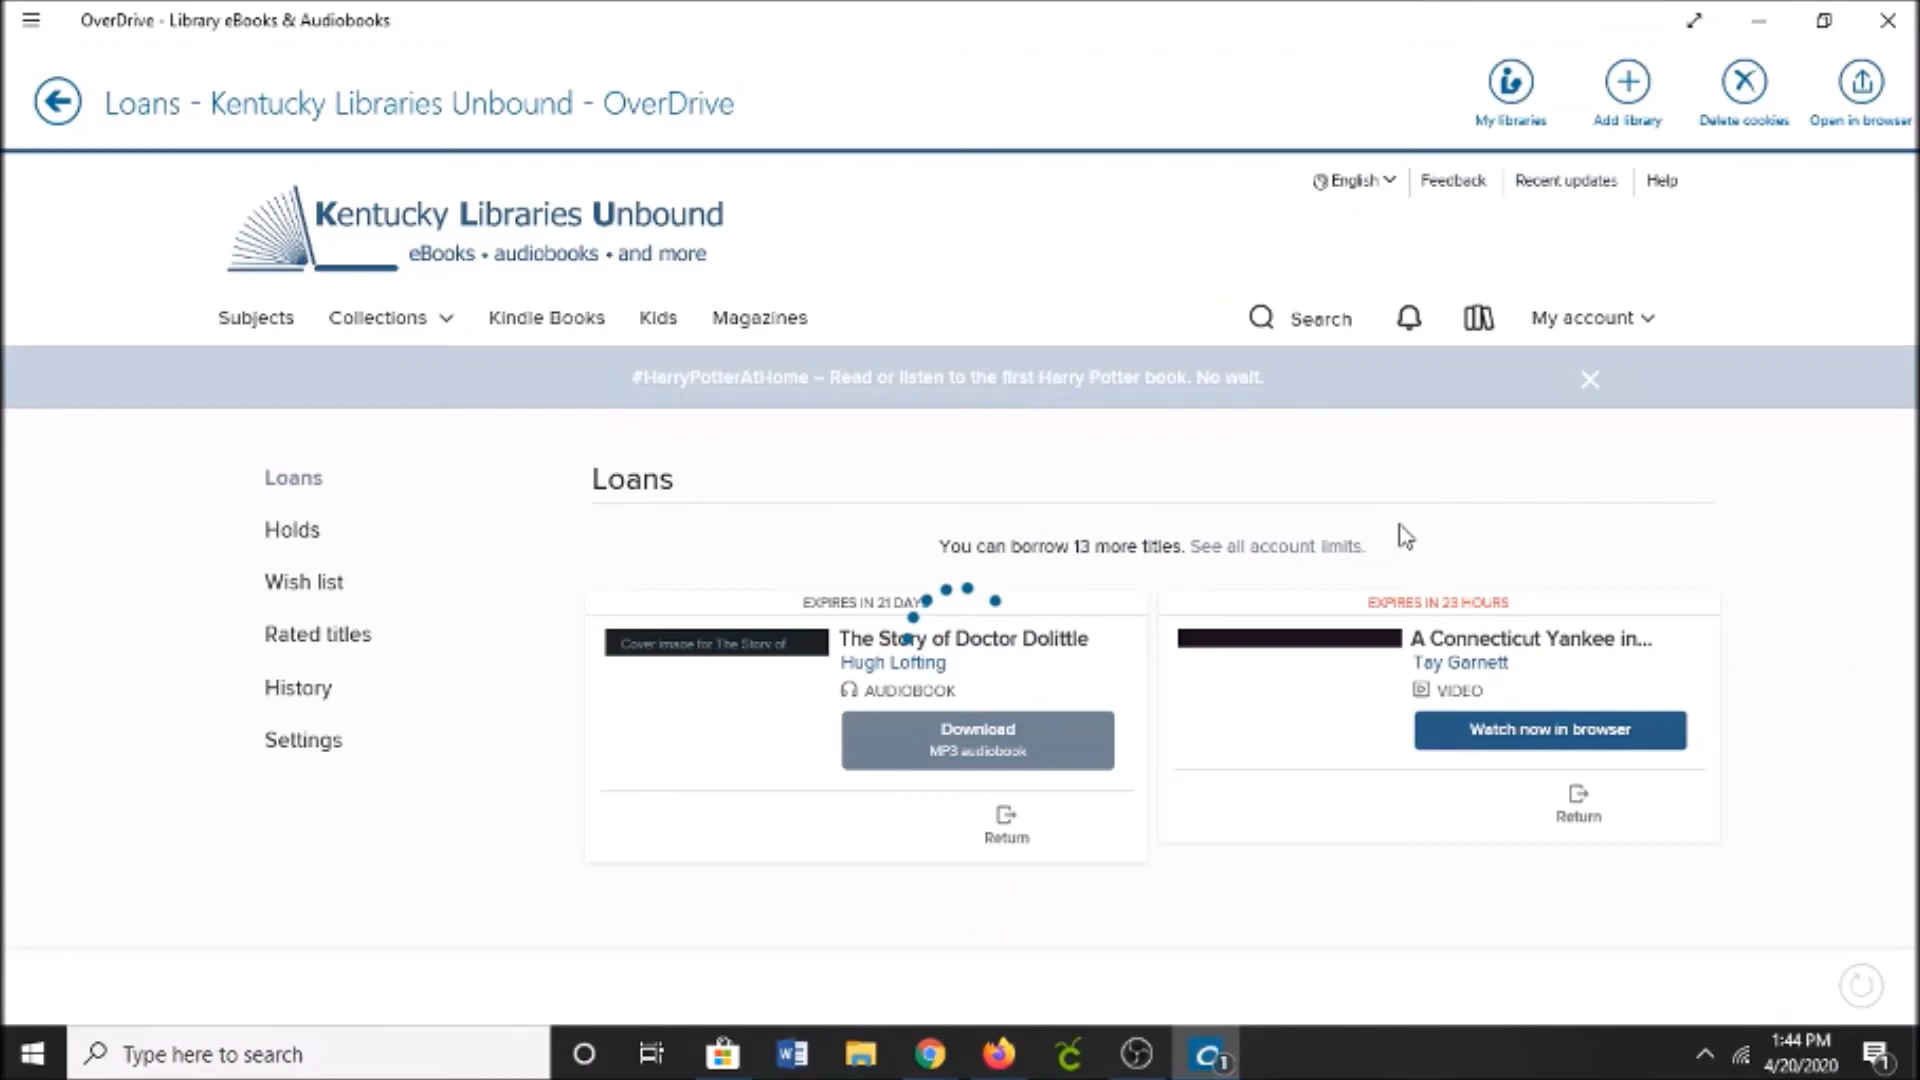 OverDrive - Library eBooks & Audiobooks
Loans - Kentucky Libraries Unbound - OverDrive
My libraries
Add library
Delete cookies
Open in browser
English
Feedback
Recent updates
Help
Kentucky Libraries Unbound
eBooks • audiobooks • and more
Subjects
Collections
Kindle Books
Kids
Magazines
Search
My account
#HarryPotterAtHome – Read or listen to the first Harry Potter book. No wait.
Loans
Holds
Wish list
Rated titles
History
Settings
Loans
You can borrow 13 more titles. See all account limits.
EXPIRES IN 21 DAYS
Cover image for The Story of
The Story of Doctor Dolittle
Hugh Lofting
AUDIOBOOK
Download
MP3 audiobook
Return
EXPIRES IN 23 HOURS
A Connecticut Yankee in...
Tay Garnett
VIDEO
Watch now in browser
Return
Type here to search
1
1:44 PM
4/20/2020
1